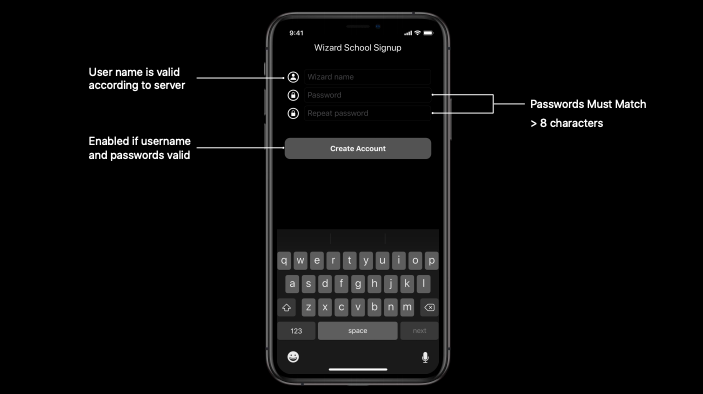 9:41
Wizard School Signup
User name is valid
according to server
Wizard name
Password
Repeat password
Passwords Must Match
> 8 characters
Enabled if username
and passwords valid
Create Account
q w e r t y u i o p
a s d f g h j k l
z x c v b n m
123 space next